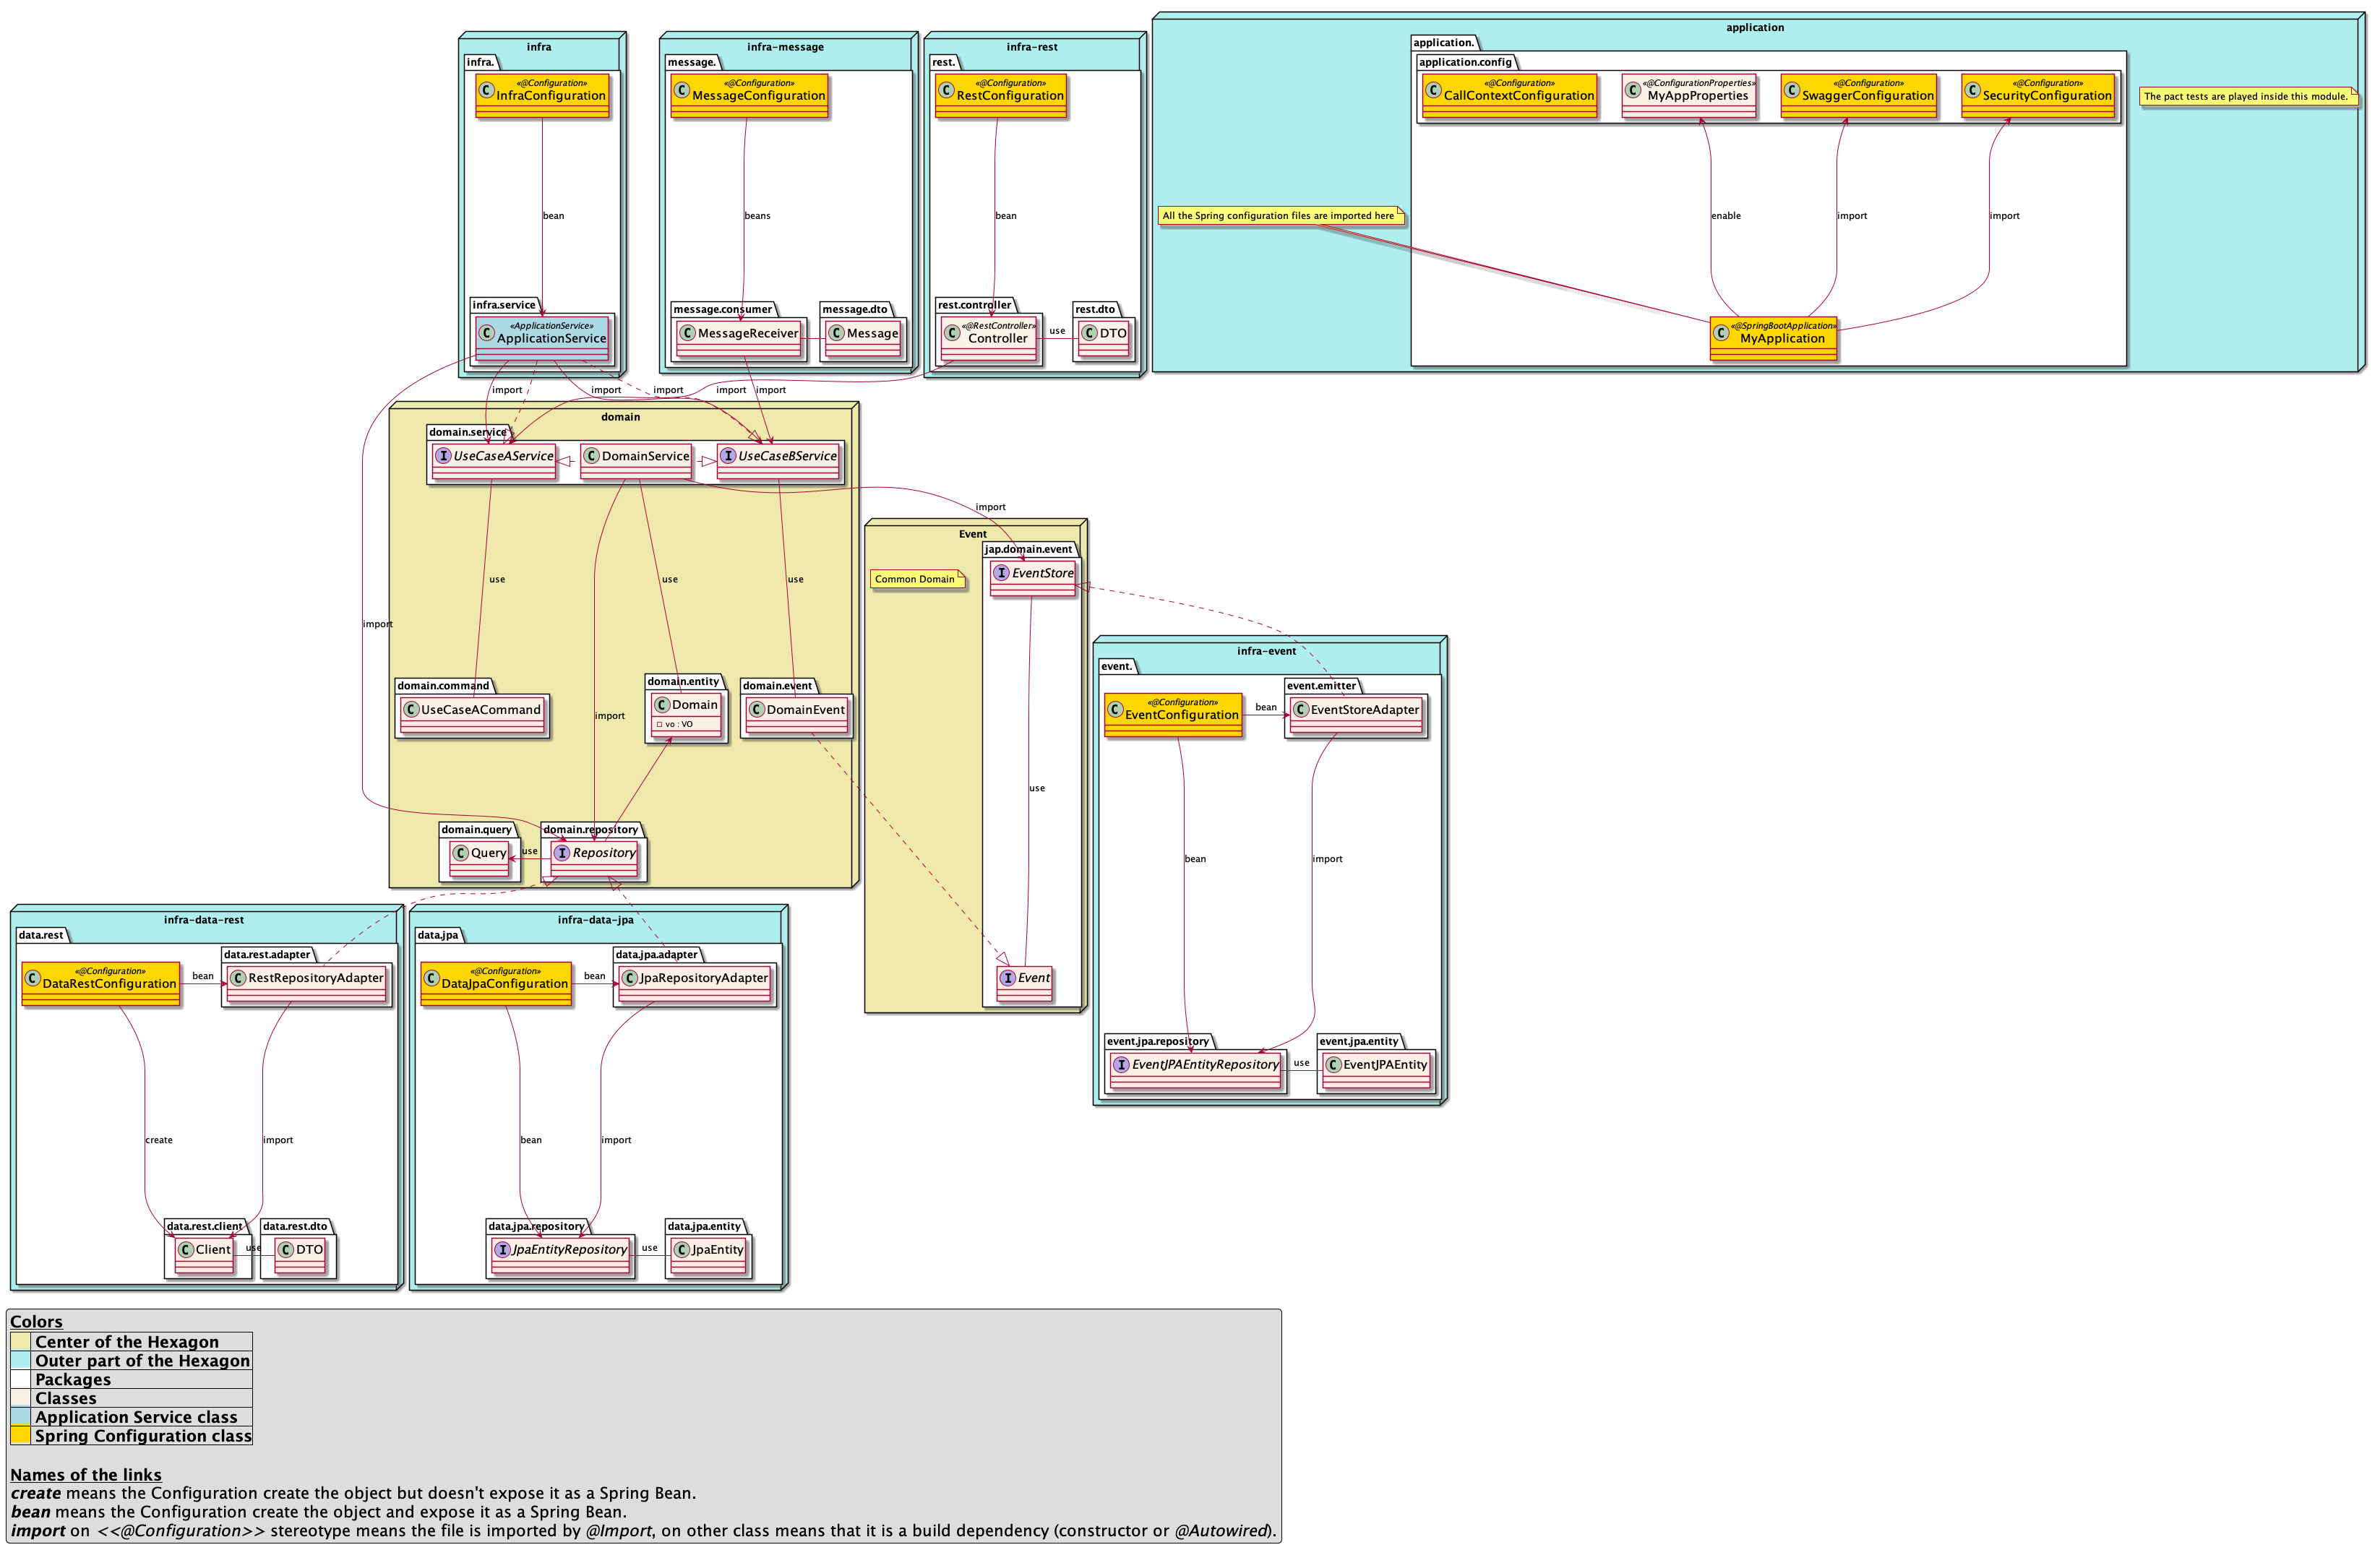 infra
infra.
«@Configuration»
C InfraConfiguration
bean
infra.service
«ApplicationService»
C ApplicationService
infra-message
message.
«@Configuration»
C MessageConfiguration
beans
message.consumer
C MessageReceiver
message.dto
C Message
infra-rest
rest.
«@Configuration»
C RestConfiguration
bean
rest.controller
«@RestController»
C Controller
use
rest.dto
C DTO
application
application.
application.config
«@Configuration»
C CallContextConfiguration
«@ConfigurationProperties»
C MyAppProperties
«@Configuration»
C SwaggerConfiguration
«@Configuration»
C SecurityConfiguration
The pact tests are played inside this module.
All the Spring configuration files are imported here
enable
import
import
«@SpringBootApplication»
C MyApplication
import
import
import
import
import
domain
domain.service
I UseCaseAService
C DomainService
I UseCaseBService
import
use
use
use
import
import
domain.command
C UseCaseACommand
domain.entity
C Domain
vo : VO
domain.event
C DomainEvent
domain.query
C Query
use
domain.repository
I Repository
Event
Common Domain
jap.domain.event
I EventStore
use
I Event
infra-event
event.
«@Configuration»
C EventConfiguration
bean
event.emitter
C EventStoreAdapter
bean
import
event.jpa.repository
I EventJPAEntityRepository
use
event.jpa.entity
C EventJPAEntity
infra-data-rest
data.rest
«@Configuration»
C DataRestConfiguration
bean
data.rest.adapter
C RestRepositoryAdapter
create
import
data.rest.client
C Client
use
data.rest.dto
C DTO
infra-data-jpa
data.jpa
«@Configuration»
C DataJpaConfiguration
bean
data.jpa.adapter
C JpaRepositoryAdapter
bean
import
data.jpa.repository
I JpaEntityRepository
use
data.jpa.entity
C JpaEntity
Colors
Center of the Hexagon
Outer part of the Hexagon
Packages
Classes
Application Service class
Spring Configuration class
Names of the links
create means the Configuration create the object but doesn't expose it as a Spring Bean.
bean means the Configuration create the object and expose it as a Spring Bean.
import on <<@Configuration>> stereotype means the file is imported by @Import, on other class means that it is a build dependency (constructor or @Autowired).